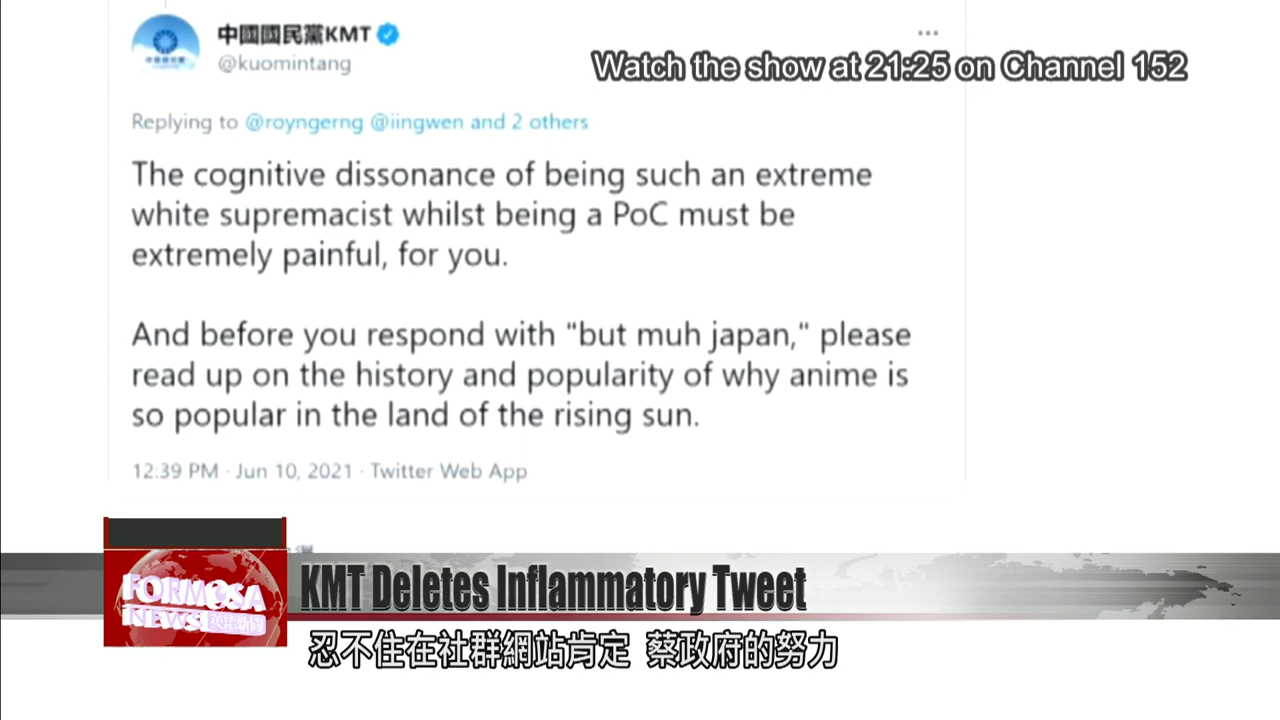 中國國民黨KMT
@kuomintang
Watch the show at 21:25 on Channel 152
Replying to @royngerng @iingwen and 2 others
The cognitive dissonance of being such an extreme
white supremacist whilst being a PoC must be
extremely painful, for you.
And before you respond with "but muh japan," please
read up on the history and popularity of why anime is
so popular in the land of the rising sun.
12:39 PM · Jun 10, 2021 · Twitter Web App
KMT Deletes Inflammatory Tweet
FORMOSA
NEWS 英語新聞
忍不住在社群網站肯定 蔡政府的努力